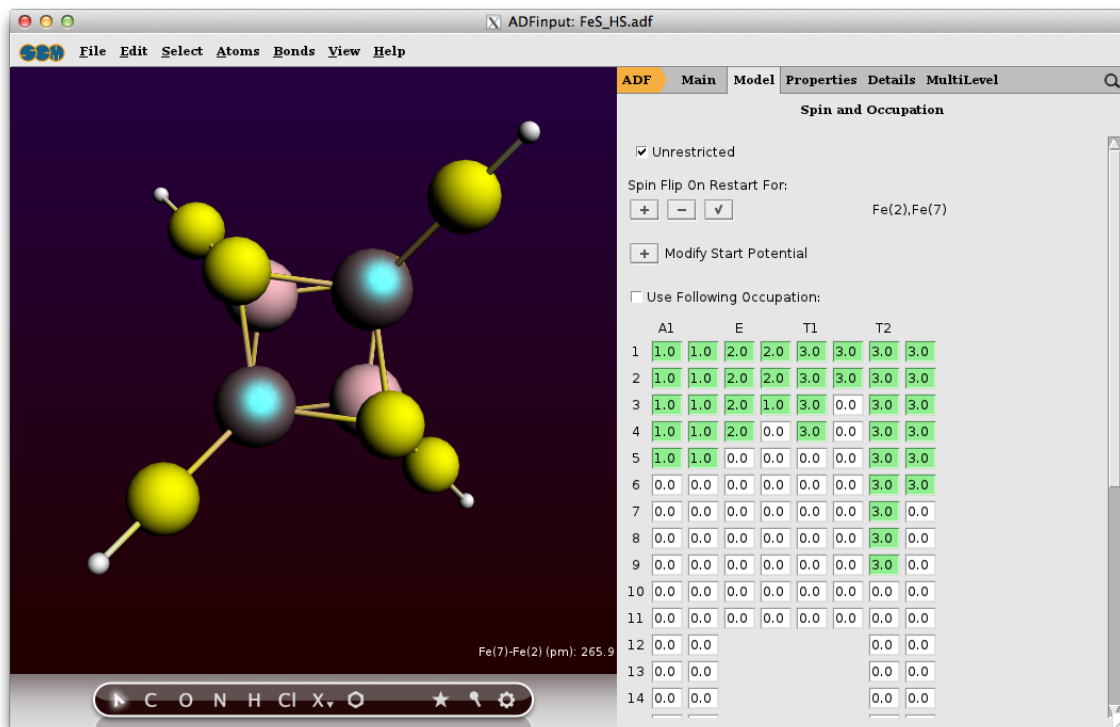 ADFinput: FeS_HS.adf
SCM File Edit Select Atoms Bonds View Help
ADF Main Model Properties Details MultiLevel
Spin and Occupation
Unrestricted
Spin Flip On Restart For:
+ − √ Fe(2),Fe(7)
+ Modify Start Potential
Use Following Occupation:
A1 E T1 T2
1 1.0 1.0 2.0 2.0 3.0 3.0 3.0 3.0
2 1.0 1.0 2.0 2.0 3.0 3.0 3.0 3.0
3 1.0 1.0 2.0 1.0 3.0 0.0 3.0 3.0
4 1.0 1.0 2.0 0.0 3.0 0.0 3.0 3.0
5 1.0 1.0 0.0 0.0 0.0 0.0 3.0 3.0
6 0.0 0.0 0.0 0.0 0.0 0.0 3.0 3.0
7 0.0 0.0 0.0 0.0 0.0 0.0 3.0 0.0
8 0.0 0.0 0.0 0.0 0.0 0.0 3.0 0.0
9 0.0 0.0 0.0 0.0 0.0 0.0 3.0 0.0
10 0.0 0.0 0.0 0.0 0.0 0.0 0.0 0.0
11 0.0 0.0 0.0 0.0 0.0 0.0 0.0 0.0
12 0.0 0.0 0.0 0.0
13 0.0 0.0 0.0 0.0
14 0.0 0.0 0.0 0.0
Fe(7)-Fe(2) (pm): 265.9
C O N H Cl X